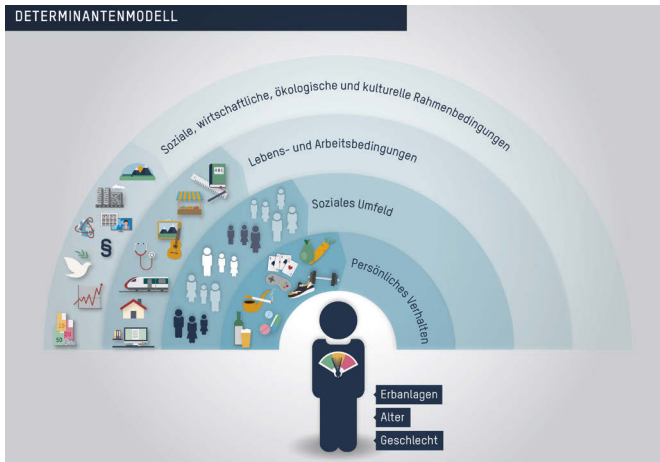 DETERMINANTENMODELL
Soziale, wirtschaftliche, ökologische und kulturelle Rahmenbedingungen
Lebens- und Arbeitsbedingungen
Soziales Umfeld
Persönliches Verhalten
§
Erbanlagen
Alter
Geschlecht